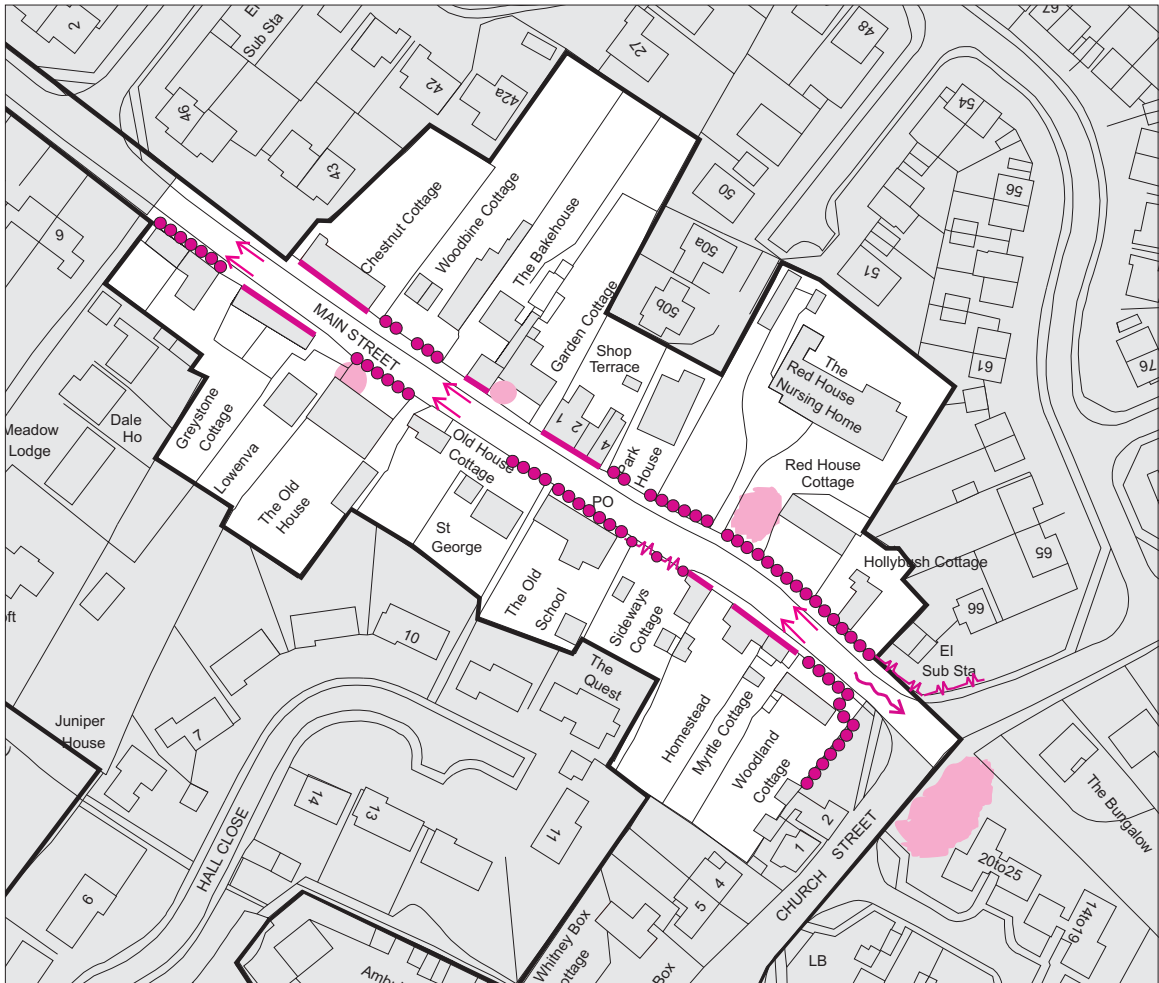 2
El
Sub Sta
46
43
42
42a
27
48
67
54
56
50
50a
50b
51
61
76
65
66
6
Chestnut Cottage
Woodbine Cottage
The Bakehouse
Garden Cottage
Shop
Terrace
1
2
4
Park
House
The
Red House
Nursing Home
Red House
Cottage
Hollybush Cottage
El
Sub Sta
MAIN STREET
Meadow
Lodge
Dale
Ho
Greystone
Cottage
Lowenva
The Old
House
Old House
Cottage
St
George
PO
The Old
School
Sideways
Cottage
The
Quest
Homestead
Myrtle Cottage
Woodland
Cottage
oft
10
7
Juniper
House
14
13
11
HALL CLOSE
9
1
2
4
5
CHURCH STREET
Whitney Box
ottage
Box
LB
20to25
14to19
The Bungalow